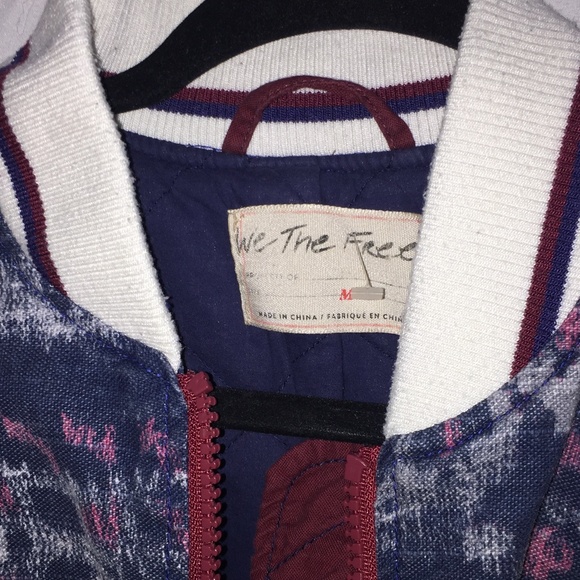 We The Free
M
MADE IN CHINA / FABRIQUE EN CHIN